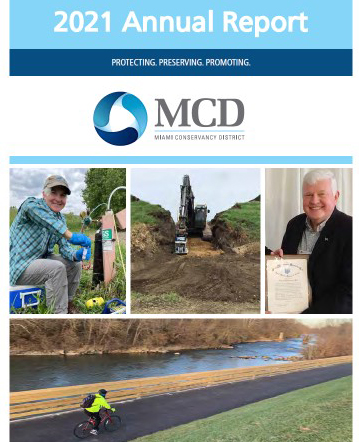 2021 Annual Report
PROTECTING. PRESERVING. PROMOTING.
MCD
MIAMI CONSERVANCY DISTRICT